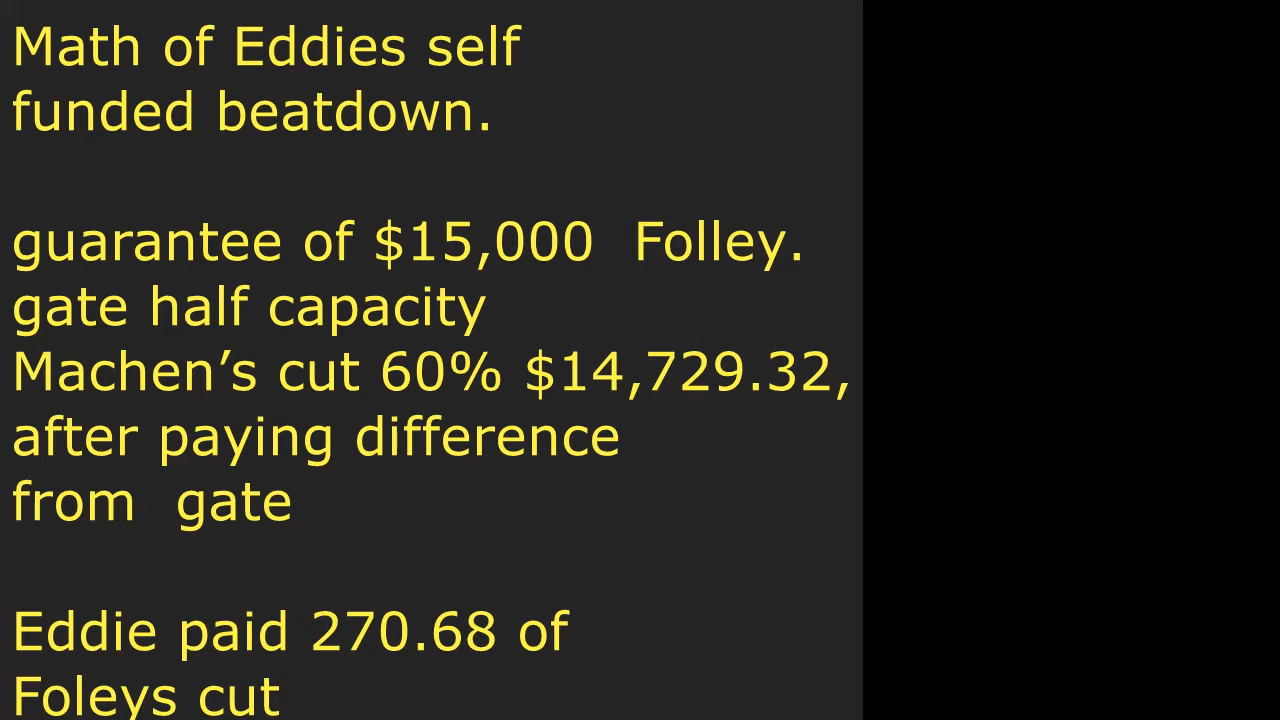 Math of Eddies self
funded beatdown.
guarantee of $15,000  Folley.
gate half capacity
Machen’s cut 60% $14,729.32,
after paying difference
from  gate
Eddie paid 270.68 of
Foleys cut